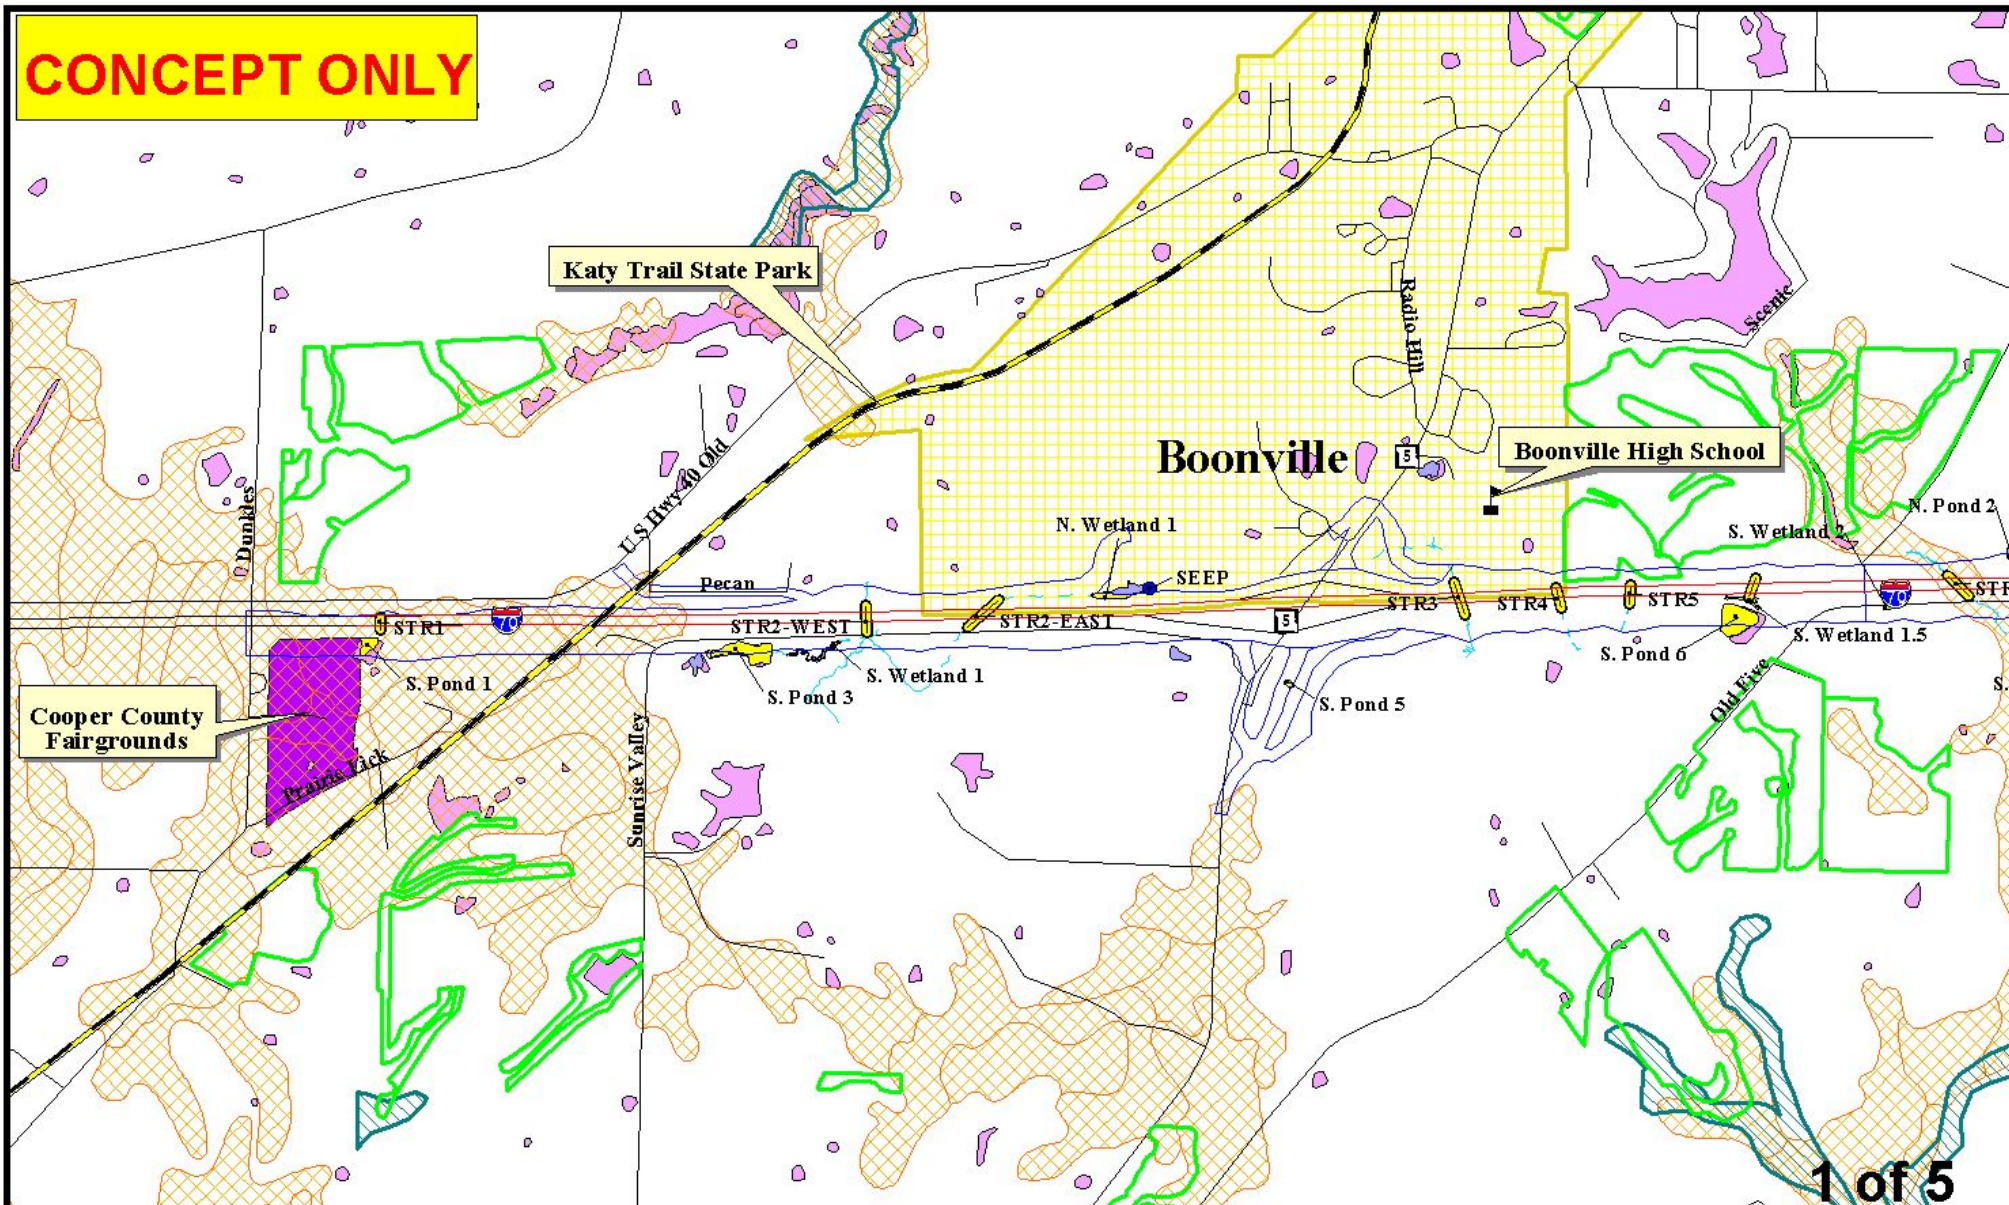 CONCEPT ONLY
Katy Trail State Park
Radio Hill
Scenic
Boonville
5
Boonville High School
U S Hwy 40 Old
Dunkles
N. Wetland 1
S. Wetland 2
N. Pond 2
SEEP
Pecan
STR1
70
STR2-WEST
STR2-EAST
5
STR3
STR4
STR5
70
STR
S. Wetland 1.5
S. Pond 6
S. Pond 1
S. Pond 3
S. Wetland 1
S. Pond 5
S.
Old Five
Cooper County
Fairgrounds
Prairie Lick
Sunrise Valley
1 of 5